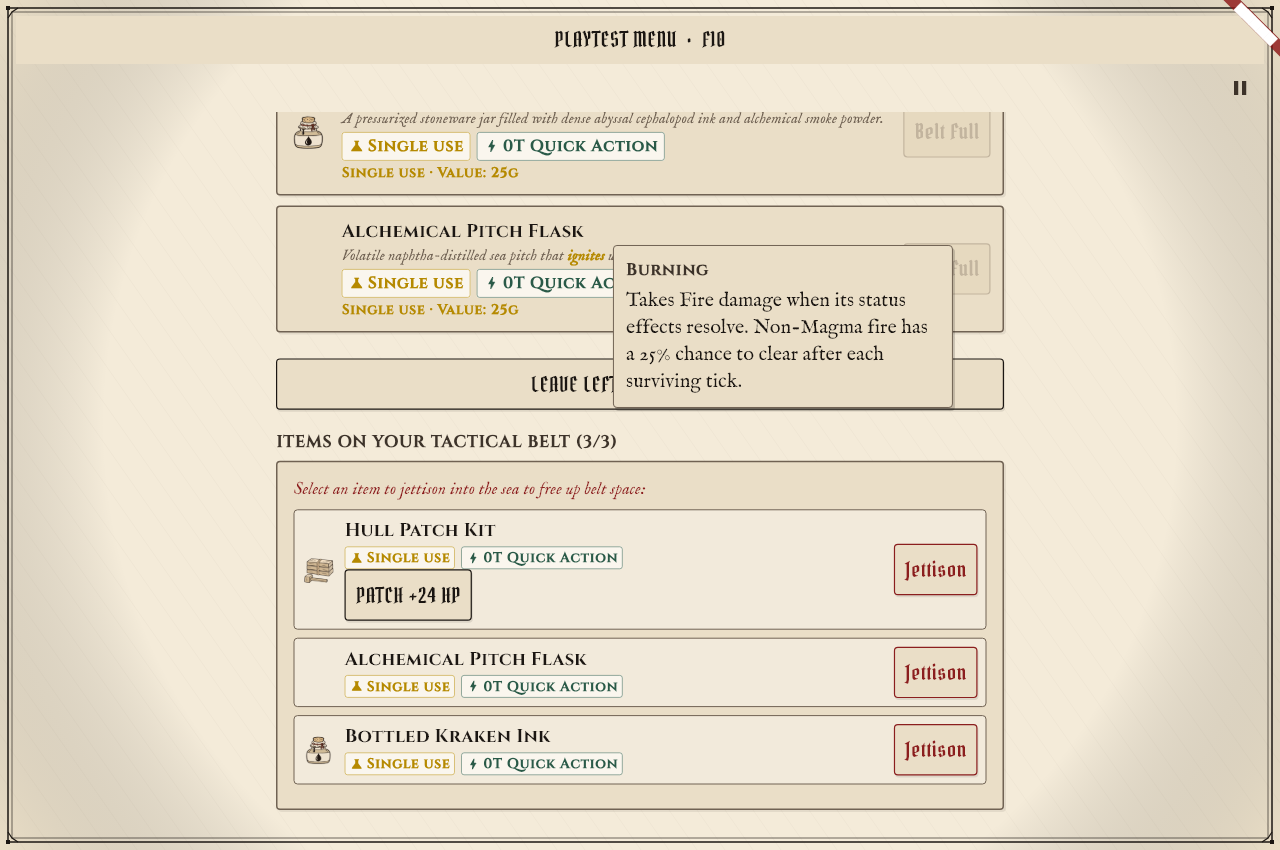 PLAYTEST MENU · F10
A pressurized stoneware jar filled with dense abyssal cephalopod ink and alchemical smoke powder.
Belt Full
Single use
0T Quick Action
Single use · Value: 25g
Alchemical Pitch Flask
Volatile naphtha-distilled sea pitch that ignites
Full
Single use
0T Quick Ac
Single use · Value: 25g
Burning
Takes Fire damage when its status
effects resolve. Non-Magma fire has
a 25% chance to clear after each
surviving tick.
LEAVE LEFT
ITEMS ON YOUR TACTICAL BELT (3/3)
Select an item to jettison into the sea to free up belt space:
Hull Patch Kit
Single use
0T Quick Action
PATCH +24 HP
Jettison
Alchemical Pitch Flask
Single use
0T Quick Action
Jettison
Bottled Kraken Ink
Single use
0T Quick Action
Jettison